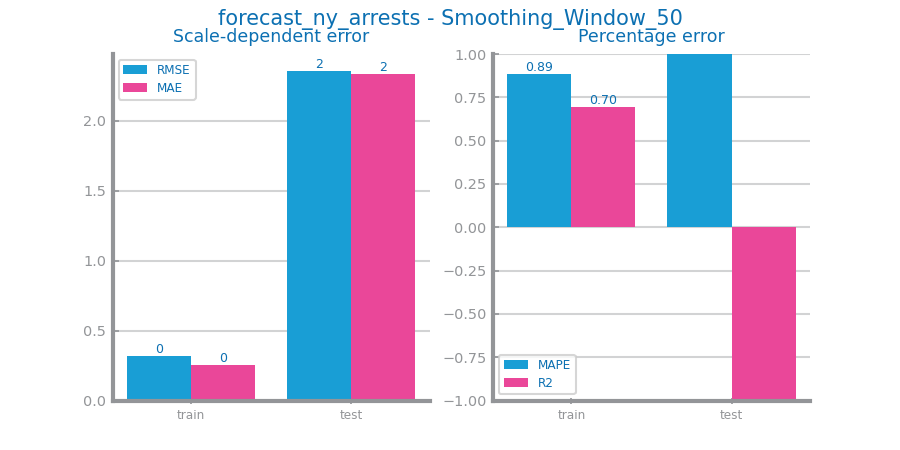 forecast_ny_arrests - Smoothing_Window_50
Scale-dependent error
RMSE
MAE
2.0
1.5
1.0
0.5
0.0
0
0
2
2
train
test
Percentage error
1.00
0.75
0.50
0.25
0.00
−0.25
−0.50
−0.75
−1.00
0.89
0.70
MAPE
R2
train
test